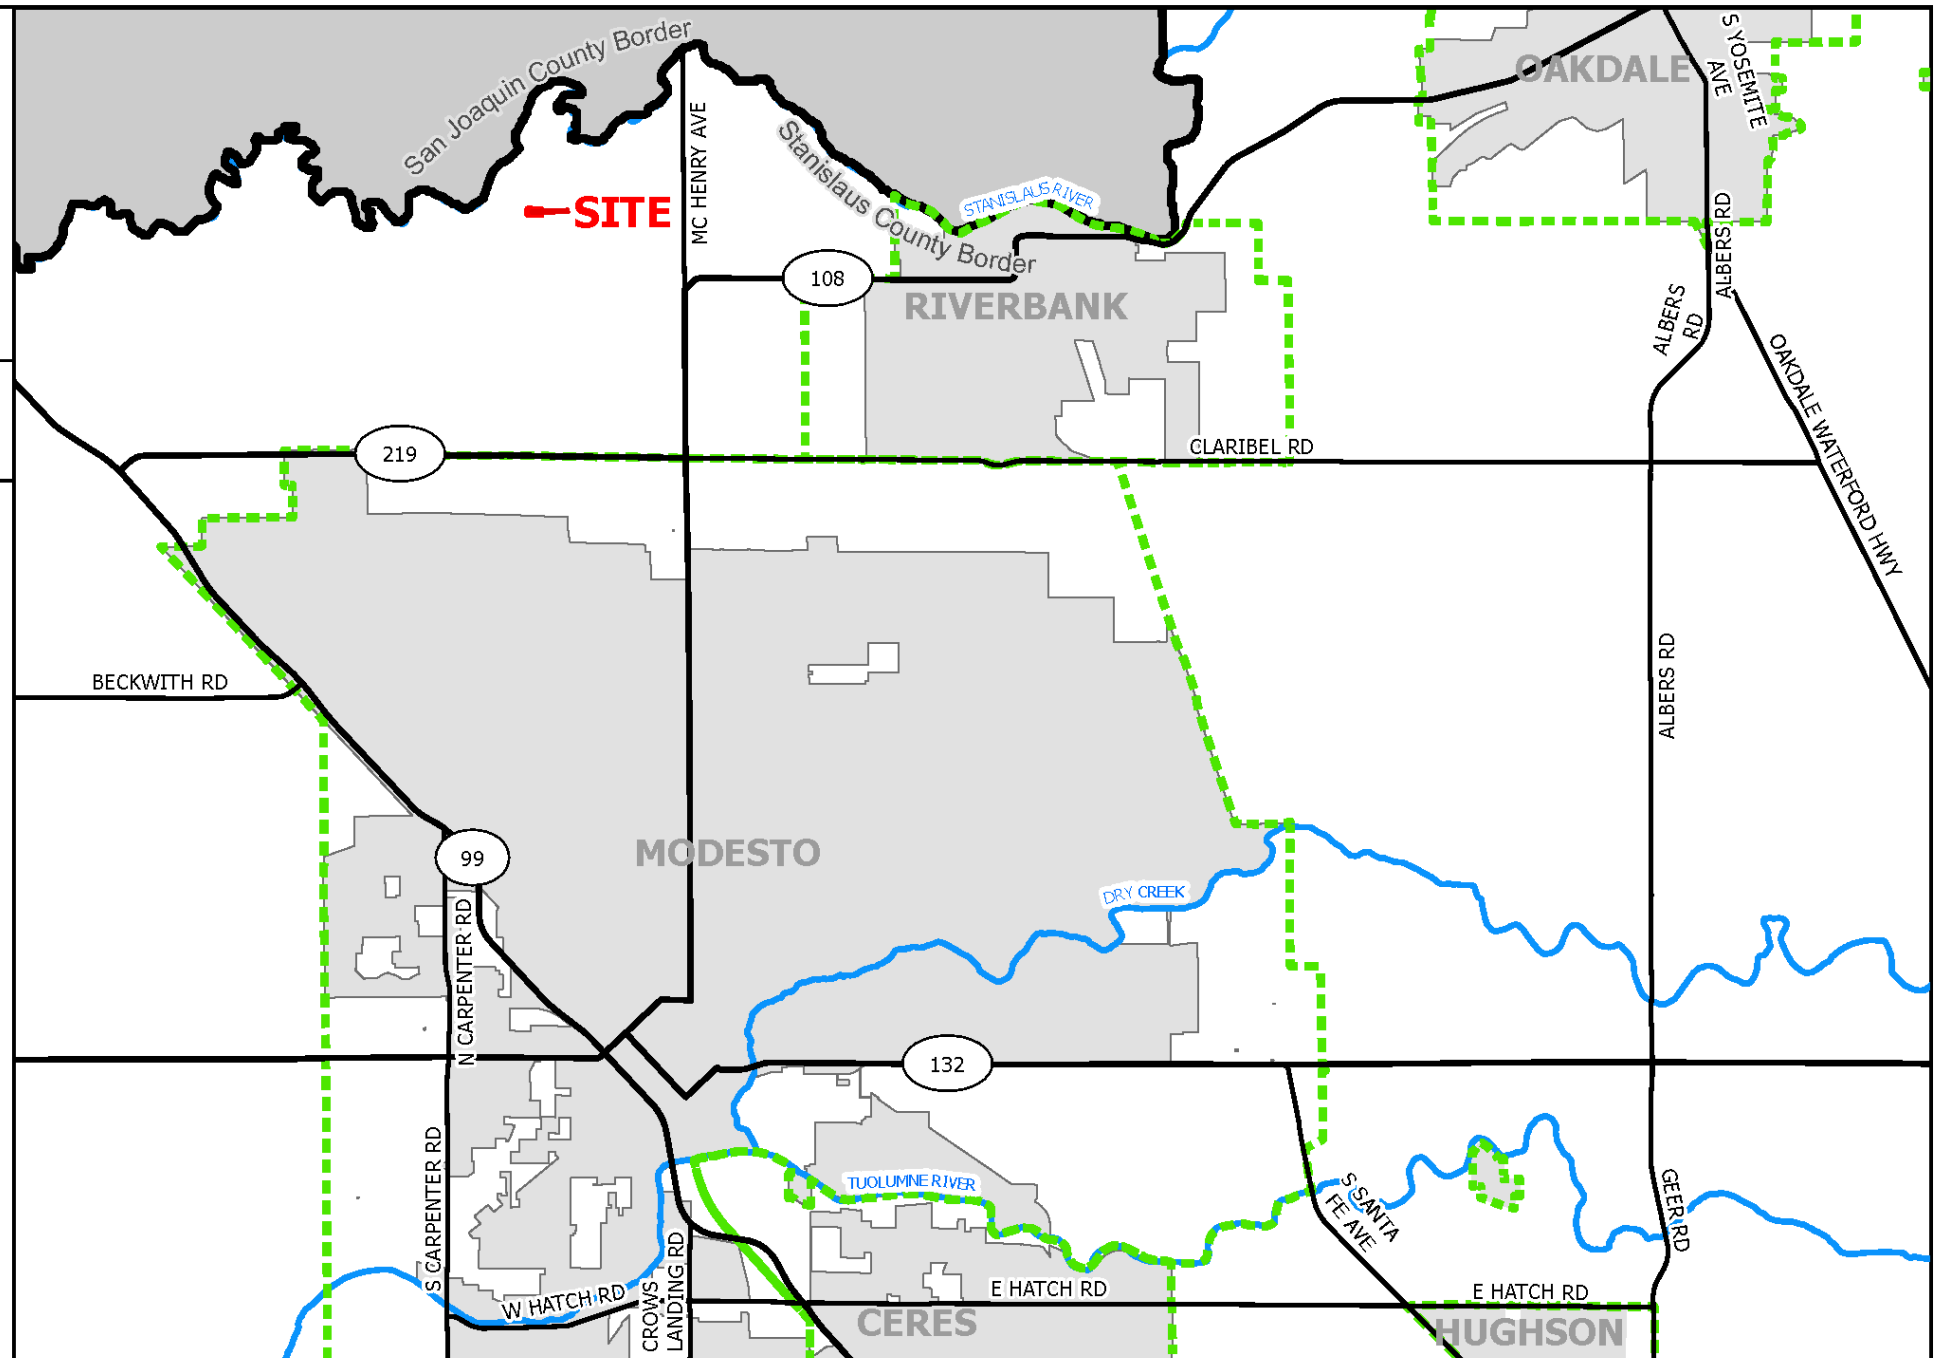 San Joaquin County Border
OAKDALE
S YOSEMITE
AVE
MC HENRY AVE
Stanislaus County Border
STANISLAUS RIVER
SITE
ALBERS RD
108
RIVERBANK
ALBERS
RD
OAKDALE WATERFORD HWY
219
CLARIBEL RD
BECKWITH RD
ALBERS RD
MODESTO
99
DRY CREEK
N CARPENTER RD
132
S CARPENTER RD
TUOLUMNE RIVER
S SANTA
FE AVE
GEER RD
W HATCH RD
CROWS
LANDING RD
E HATCH RD
E HATCH RD
CERES
HUGHSON